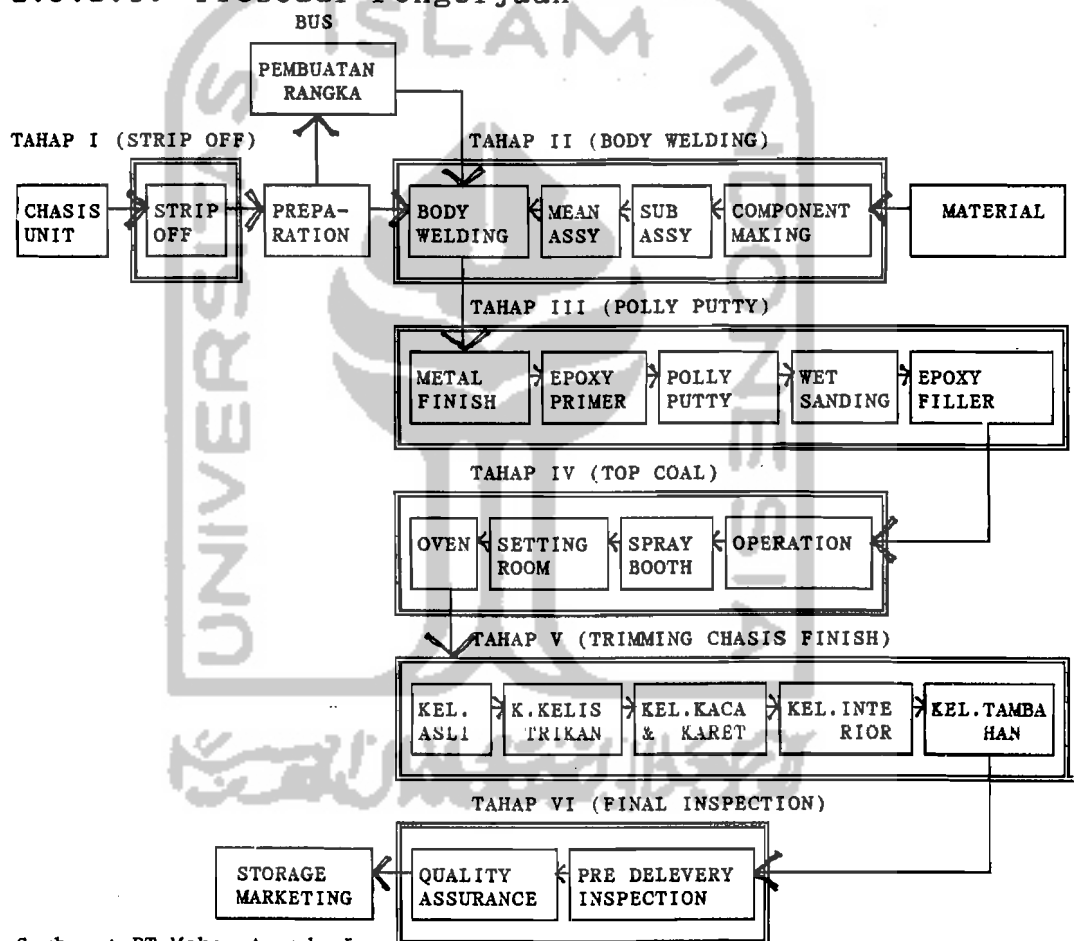 BUS
PEMBUATAN
RANGKA
TAHAP I (STRIP OFF)
TAHAP II (BODY WELDING)
CHASIS
UNIT
STRIP
OFF
PREPA-
RATION
BODY
WELDING
MEAN
ASSY
SUB
ASSY
COMPONENT
MAKING
MATERIAL
TAHAP III (POLLY PUTTY)
METAL
FINISH
EPOXY
PRIMER
POLLY
PUTTY
WET
SANDING
EPOXY
FILLER
TAHAP IV (TOP COAL)
OVEN
SETTING
ROOM
SPRAY
BOOTH
OPERATION
TAHAP V (TRIMMING CHASIS FINISH)
KEL.
ASLI
K.KELIS
TRIKAN
KEL.KACA
& KARET
KEL.INTE
RIOR
KEL.TAMBA
HAN
TAHAP VI (FINAL INSPECTION)
STORAGE
MARKETING
QUALITY
ASSURANCE
PRE DELEVERY
INSPECTION
UNIVERSITAS
ISLAM
INDONESIA